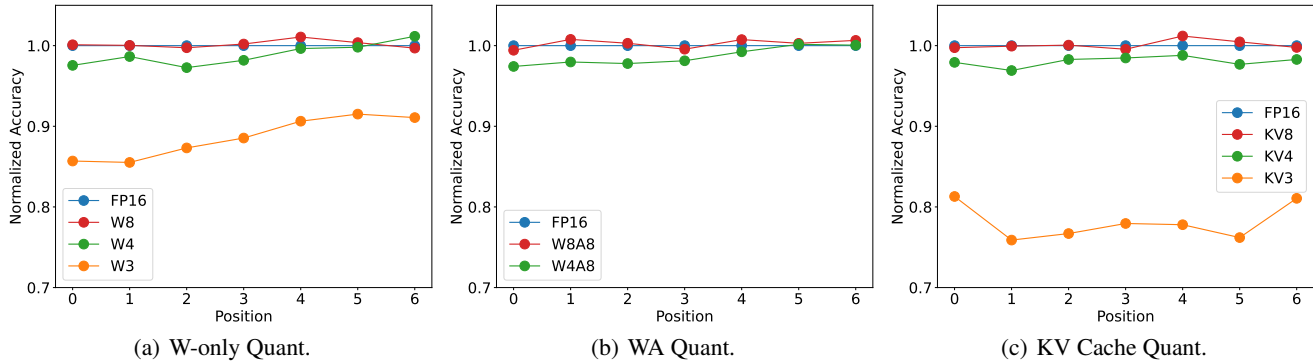 Normalized Accuracy
1.0
0.9
0.8
0.7
FP16
W8
W4
W3
0 1 2 3 4 5 6
Position
(a) W-only Quant.
Normalized Accuracy
1.0
0.9
0.8
0.7
FP16
W8A8
W4A8
0 1 2 3 4 5 6
Position
(b) WA Quant.
Normalized Accuracy
1.0
0.9
0.8
0.7
FP16
KV8
KV4
KV3
0 1 2 3 4 5 6
Position
(c) KV Cache Quant.